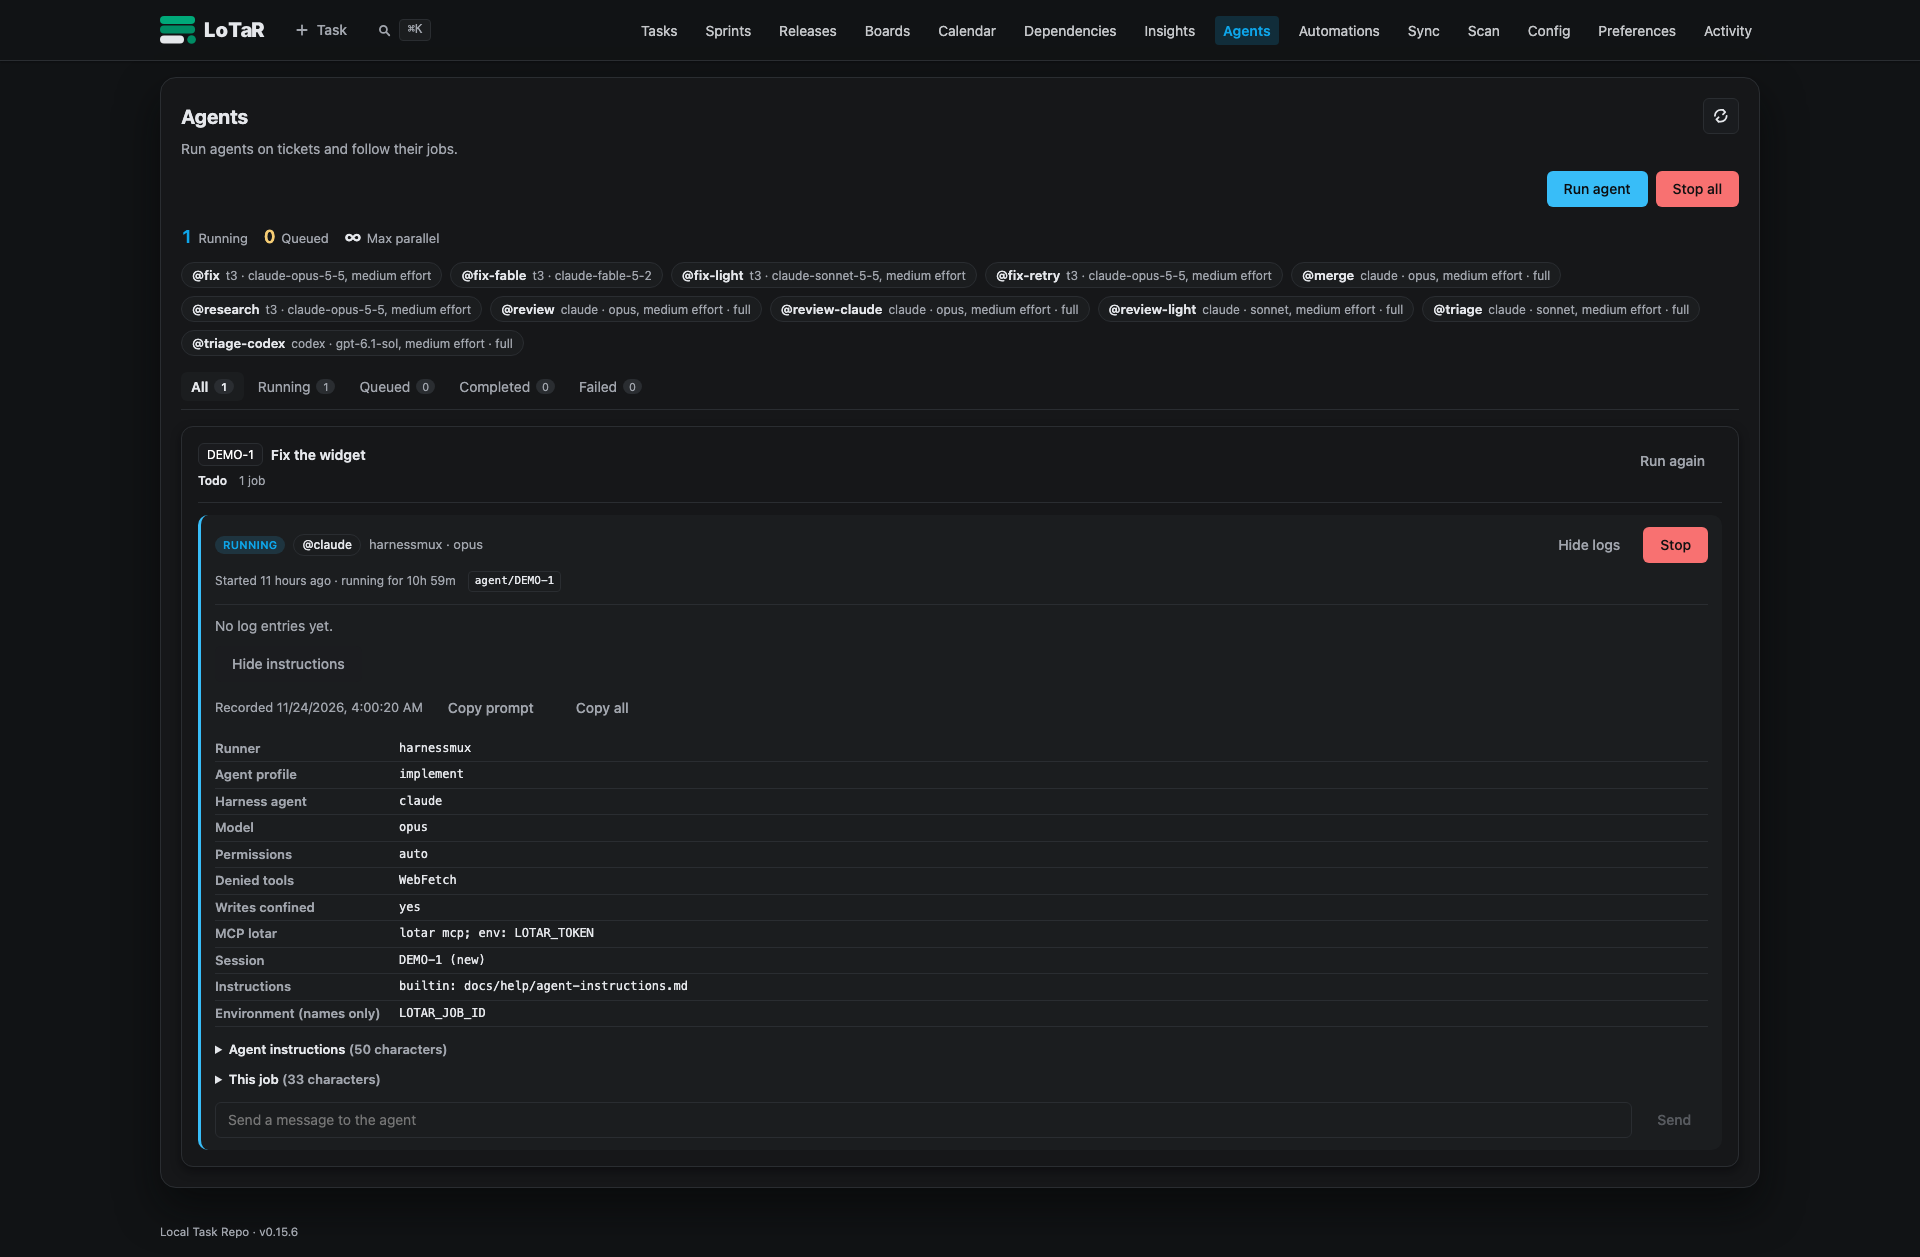 LoTaR + Task ⌘K Tasks Sprints Releases Boards Calendar Dependencies Insights Agents Automations Sync Scan Config Preferences Activity
Agents
Run agents on tickets and follow their jobs.
Run agent Stop all
1 Running 0 Queued ∞ Max parallel
@fix t3 · claude-opus-5-5, medium effort @fix-fable t3 · claude-fable-5-2 @fix-light t3 · claude-sonnet-5-5, medium effort @fix-retry t3 · claude-opus-5-5, medium effort @merge claude · opus, medium effort · full
@research t3 · claude-opus-5-5, medium effort @review claude · opus, medium effort · full @review-claude claude · opus, medium effort · full @review-light claude · sonnet, medium effort · full @triage claude · sonnet, medium effort · full
@triage-codex codex · gpt-6.1-sol, medium effort · full
All 1 Running 1 Queued 0 Completed 0 Failed 0
DEMO-1 Fix the widget
Run again
Todo 1 job
RUNNING @claude harnessmux · opus Hide logs Stop
Started 11 hours ago · running for 10h 59m agent/DEMO-1
No log entries yet.
Hide instructions
Recorded 11/24/2026, 4:00:20 AM Copy prompt Copy all
Runner harnessmux
Agent profile implement
Harness agent claude
Model opus
Permissions auto
Denied tools WebFetch
Writes confined yes
MCP lotar lotar mcp; env: LOTAR_TOKEN
Session DEMO-1 (new)
Instructions builtin: docs/help/agent-instructions.md
Environment (names only) LOTAR_JOB_ID
▶ Agent instructions (50 characters)
▶ This job (33 characters)
Send a message to the agent Send
Local Task Repo · v0.15.6